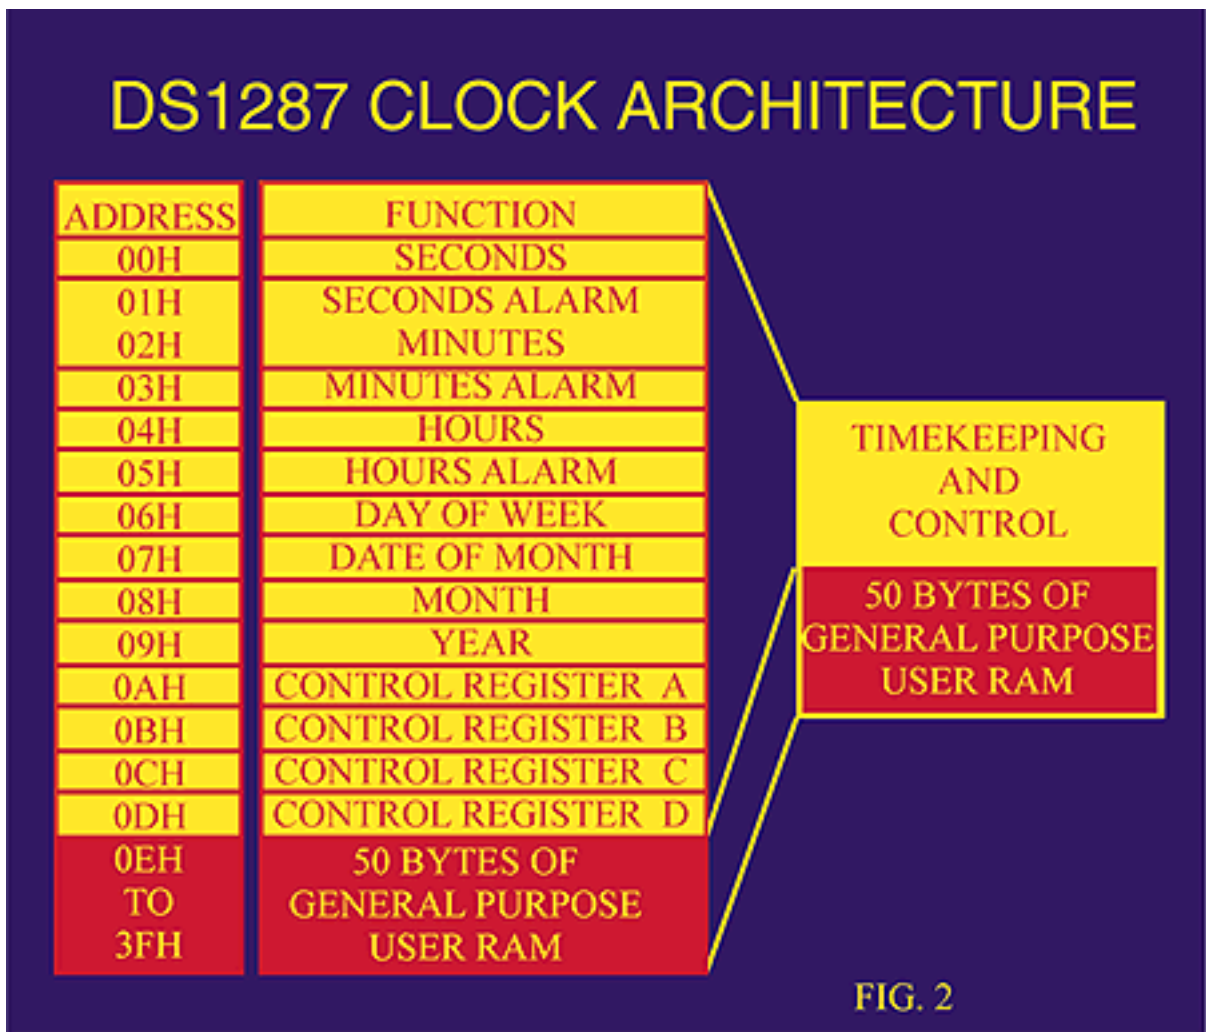 DS1287 CLOCK ARCHITECTURE
ADDRESS FUNCTION
00H SECONDS
01H SECONDS ALARM
02H MINUTES
03H MINUTES ALARM
04H HOURS
05H HOURS ALARM
06H DAY OF WEEK
07H DATE OF MONTH
08H MONTH
09H YEAR
0AH CONTROL REGISTER A
0BH CONTROL REGISTER B
0CH CONTROL REGISTER C
0DH CONTROL REGISTER D
0EH 50 BYTES OF
TO GENERAL PURPOSE
3FH USER RAM
TIMEKEEPING
AND
CONTROL
50 BYTES OF
GENERAL PURPOSE
USER RAM
FIG. 2